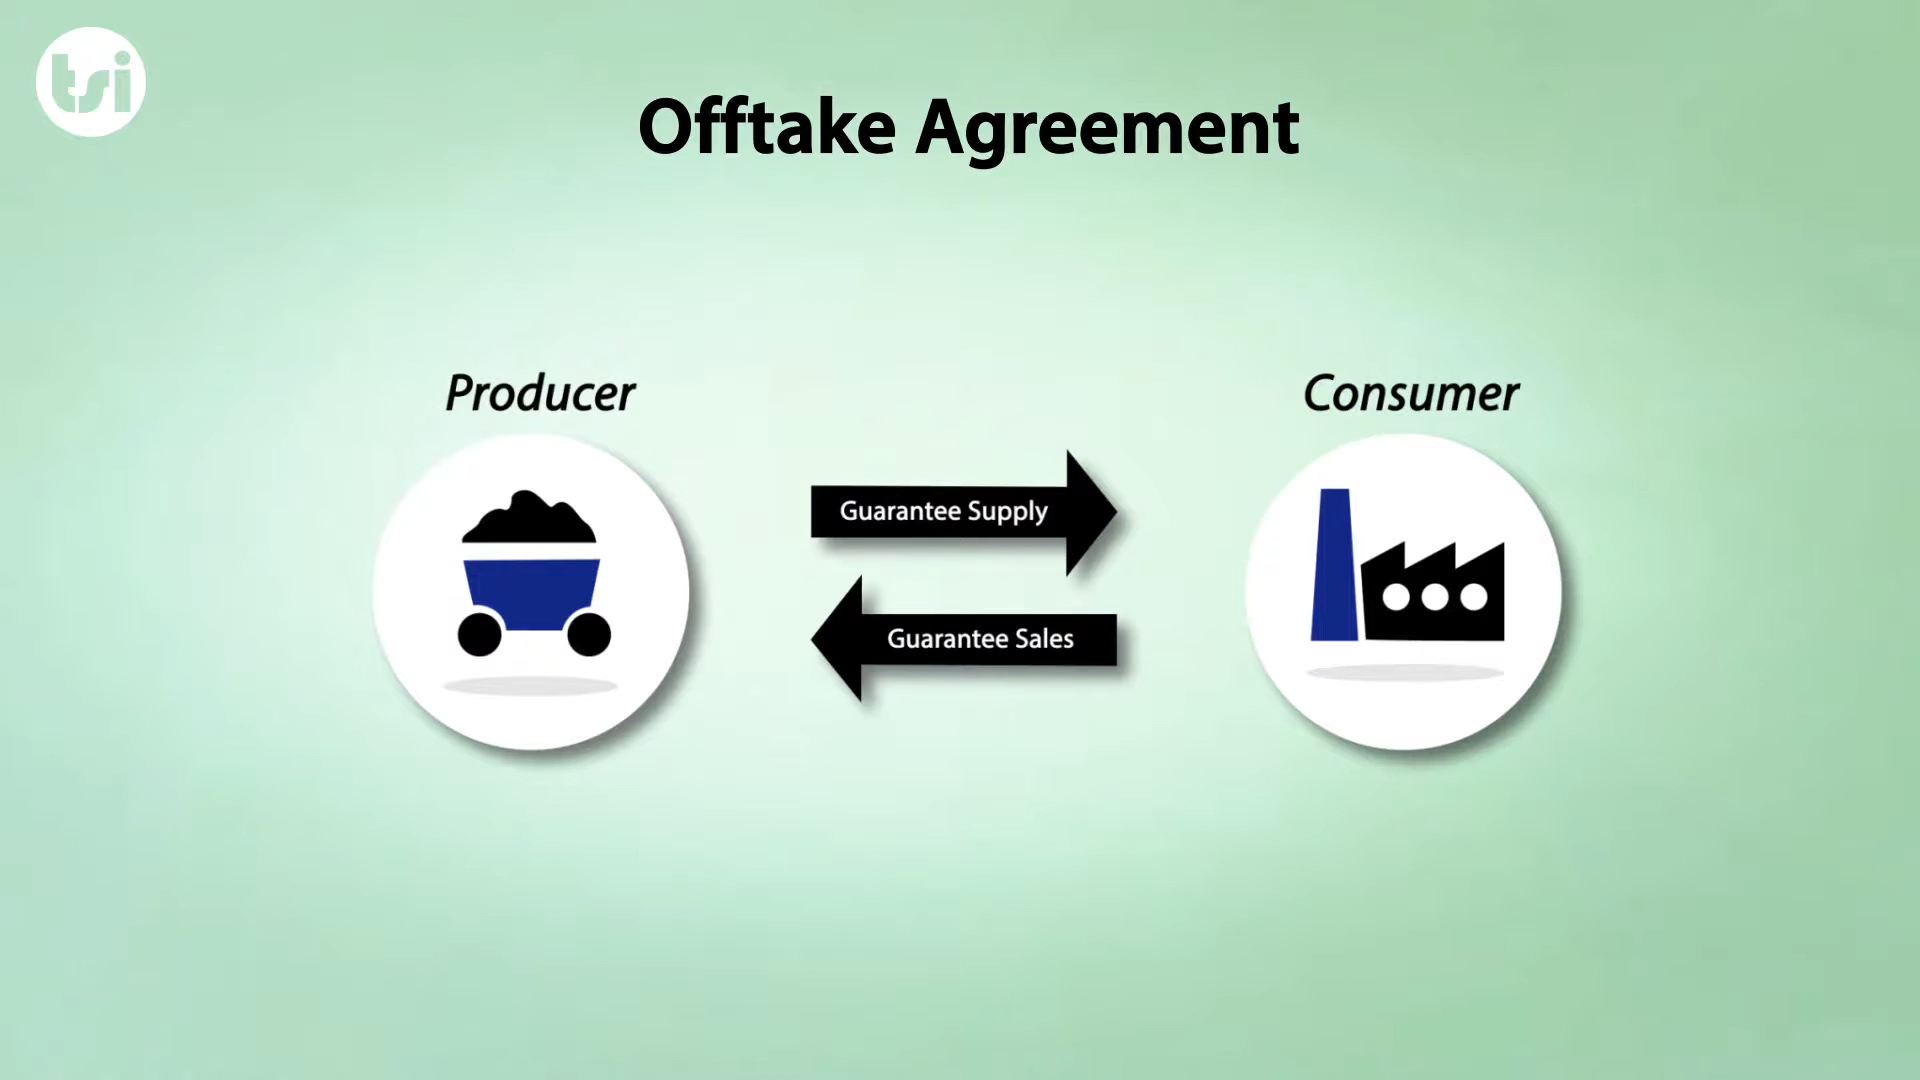 tsi
Offtake Agreement
Producer
Consumer
Guarantee Supply
Guarantee Sales